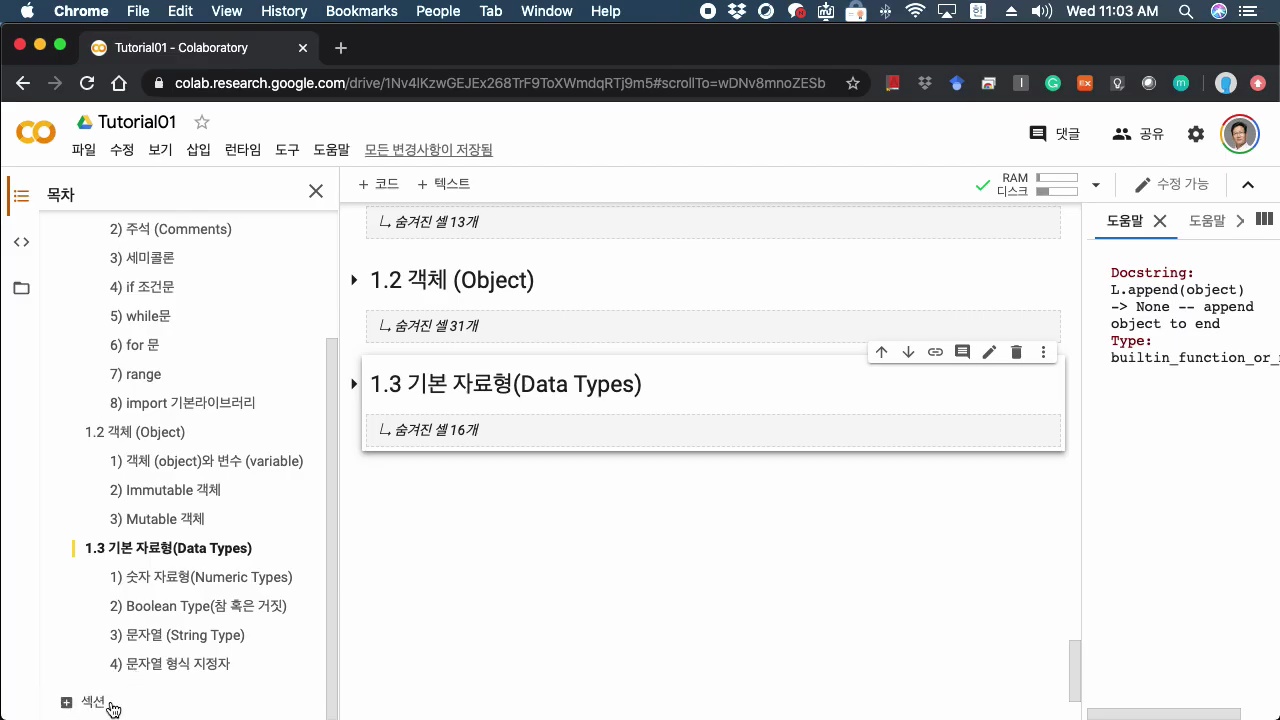 Chrome File Edit View History Bookmarks People Tab Window Help 한 Wed 11:03 AM
Tutorial01 - Colaboratory
colab.research.google.com/drive/1Nv4lKzwGEJEx268TrF9ToXWmdqRTj9m5#scrollTo=wDNv8mnoZESb
Tutorial01
파일 수정 보기 삽입 런타임 도구 도움말 모든 변경사항이 저장됨
댓글 공유
목차
+ 코드 + 텍스트
RAM
디스크
수정 가능
2) 주석 (Comments)
3) 세미콜론
4) if 조건문
5) while문
6) for 문
7) range
8) import 기본라이브러리
1.2 객체 (Object)
1) 객체 (object)와 변수 (variable)
2) Immutable 객체
3) Mutable 객체
1.3 기본 자료형(Data Types)
1) 숫자 자료형(Numeric Types)
2) Boolean Type(참 혹은 거짓)
3) 문자열 (String Type)
4) 문자열 형식 지정자
섹션
숨겨진 셀 13개
1.2 객체 (Object)
숨겨진 셀 31개
1.3 기본 자료형(Data Types)
숨겨진 셀 16개
도움말 도움말
Docstring:
L.append(object)
-> None -- append
object to end
Type:
builtin_function_or_